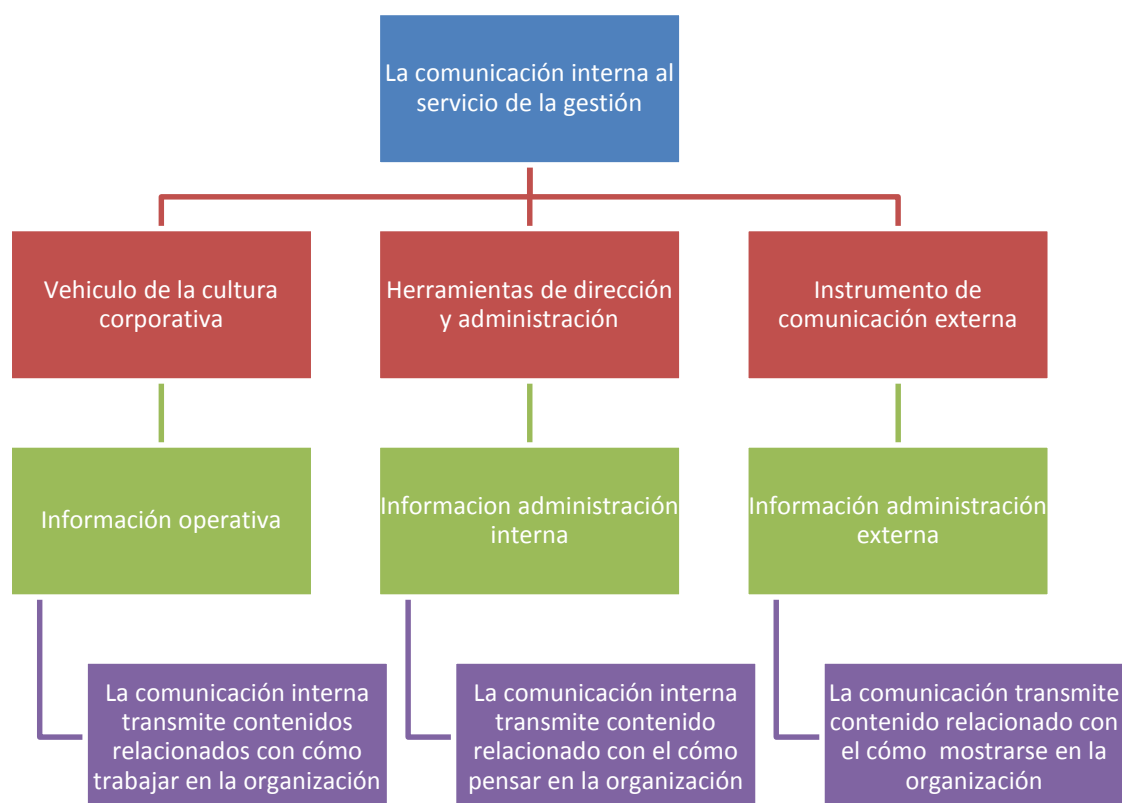 La comunicación interna al
servicio de la gestión
Vehiculo de la cultura
corporativa
Herramientas de dirección
y administración
Instrumento de
comunicación externa
Información operativa
Informacion administración
interna
Información administración
externa
La comunicación interna
transmite contenidos
relacionados con cómo
trabajar en la organización
La comunicación interna
transmite contenido
relacionado con el cómo
pensar en la organización
La comunicación transmite
contenido relacionado con
el cómo  mostrarse en la
organización